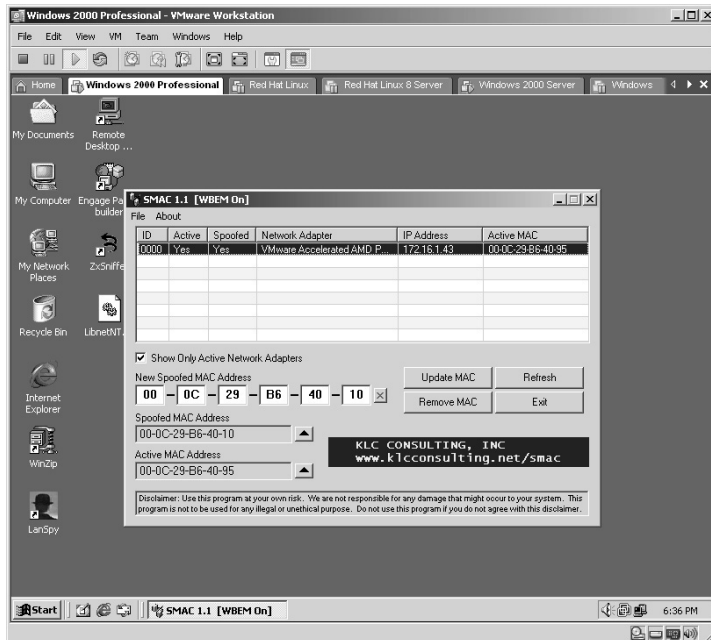 Windows 2000 Professional - VMware Workstation
File Edit View VM Team Windows Help
Home Windows 2000 Professional Red Hat Linux Red Hat Linux 8 Server Windows 2000 Server Windows
My Documents
Remote Desktop ...
My Computer
Engage Pa
builder
My Network Places
ZxSniffe
Recycle Bin
LibnetNT.
Internet Explorer
WinZip
LanSpy
SMAC 1.1 [WBEM On]
File About
ID Active Spoofed Network Adapter IP Address Active MAC
0000 Yes Yes VMware Accelerated AMD P... 172.16.1.43 00-0C-29-B6-40-95
Show Only Active Network Adapters
New Spoofed MAC Address
00 - 0C - 29 - B6 - 40 - 10 x
Update MAC Refresh
Remove MAC Exit
Spoofed MAC Address
00-0C-29-B6-40-10
Active MAC Address
00-0C-29-B6-40-95
KLC CONSULTING, INC
www.klcconsulting.net/smac
Disclaimer: Use this program at your own risk. We are not responsible for any damage that might occur to your system. This
program is not to be used for any illegal or unethical purpose. Do not use this program if you do not agree with this disclaimer.
Start SMAC 1.1 [WBEM On] 6:36 PM